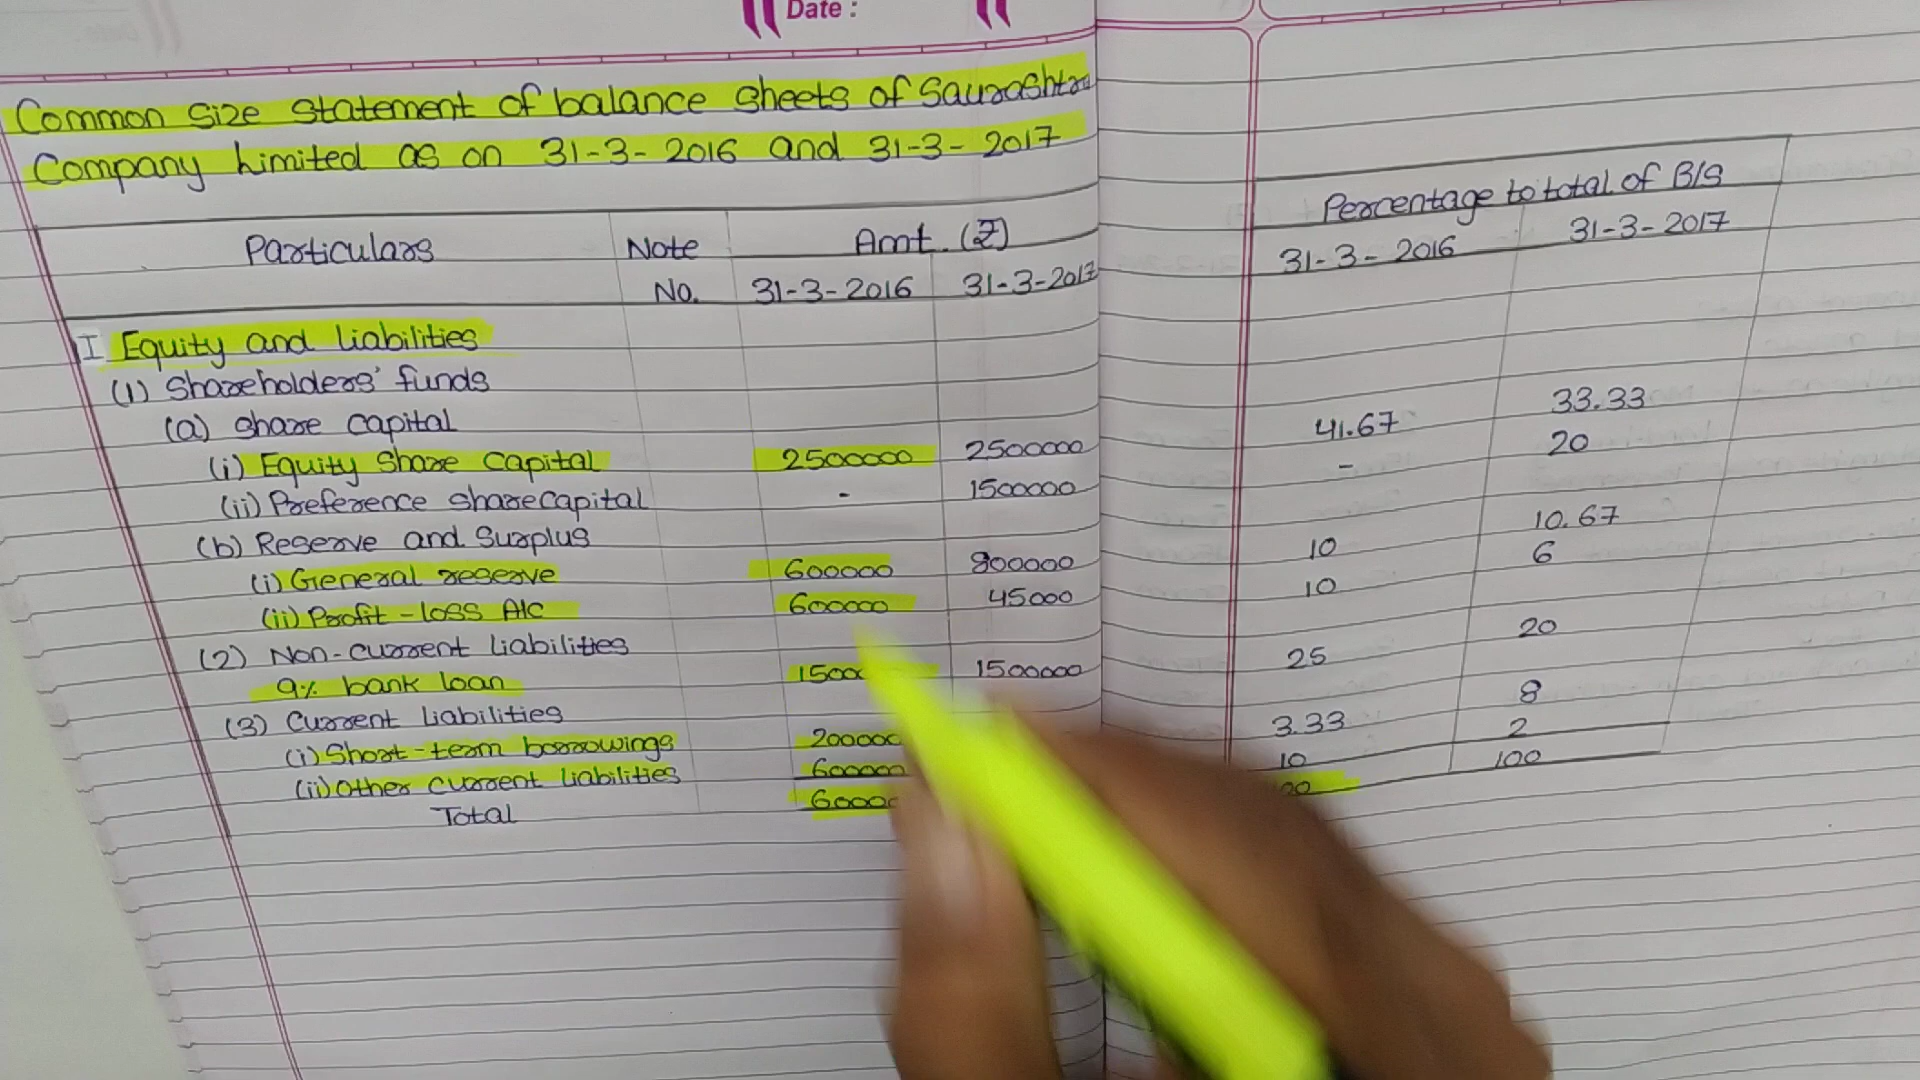 Date :
Common size statement of balance sheets of Saurashtra
Company Limited as on 31-3-2016 and 31-3-2017
Particulars Note No. Amt. (₹) Percentage to total of B/S
31-3-2016 31-3-2017 31-3-2016 31-3-2017
I Equity and liabilities
(1) Shareholders' funds
(a) share capital
(i) Equity share capital 2500000 2500000 41.67 33.33
(ii) Preference share capital - 1500000 - 20
(b) Reserve and Surplus
(i) General reserve 600000 800000 10 10.67
(ii) Profit-loss A/c 600000 45000 10 6
(2) Non-current liabilities
9% bank loan 1500000 25 20
(3) Current liabilities
(i) Short-term borrowings 200000 3.33 8
(ii) Other current liabilities 600000 10 2
Total 100